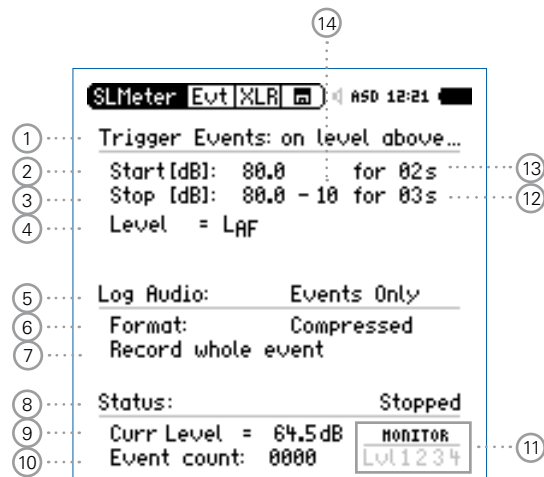 14
SLMeter Evt XLR ASD 12:21
1 Trigger Events: on level above...
2 Start[dB]: 80.0 for 02s 13
3 Stop [dB]: 80.0 - 10 for 03s 12
4 Level = LAF
5 Log Audio: Events Only
6 Format: Compressed
7 Record whole event
8 Status: Stopped
9 Curr Level = 64.5dB MONITOR 11
10 Event count: 0000 Lvl1234